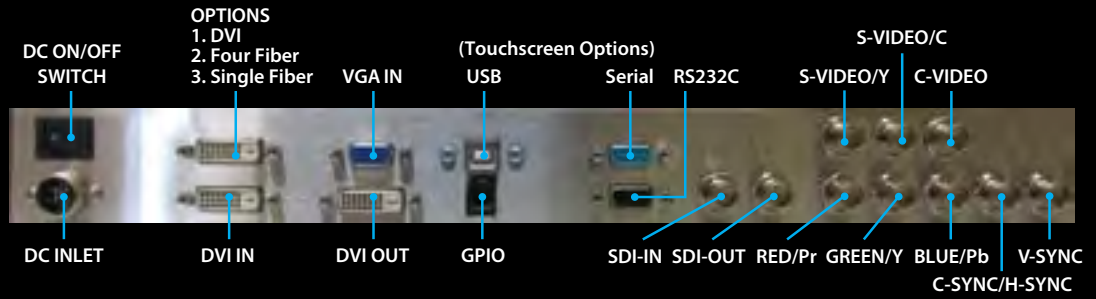 OPTIONS
1. DVI
2. Four Fiber
3. Single Fiber
DC ON/OFF
SWITCH
VGA IN
(Touchscreen Options)
USB
Serial
RS232C
S-VIDEO/C
S-VIDEO/Y
C-VIDEO
DC INLET
DVI IN
DVI OUT
GPIO
SDI-IN
SDI-OUT
RED/Pr
GREEN/Y
BLUE/Pb
V-SYNC
C-SYNC/H-SYNC